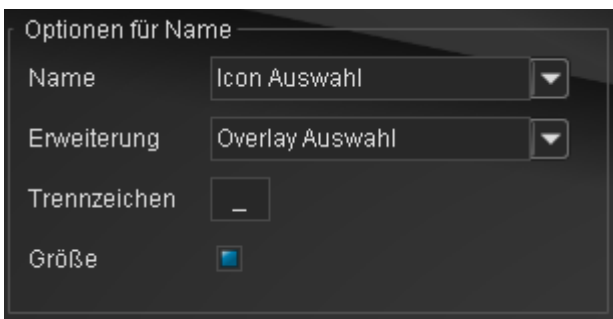 Optionen für Name
Name Icon Auswahl
Erweiterung Overlay Auswahl
Trennzeichen _
Größe